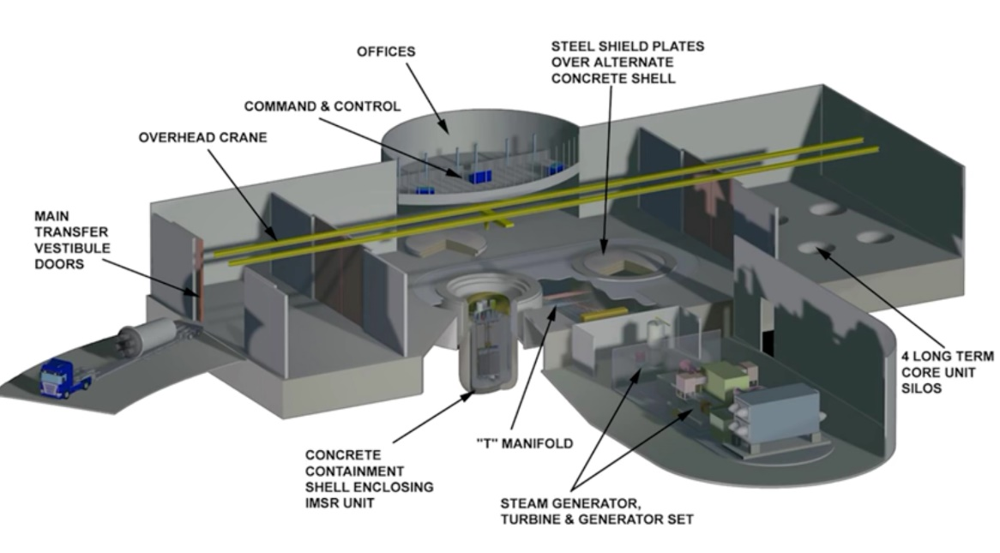 OFFICES
STEEL SHIELD PLATES
OVER ALTERNATE
CONCRETE SHELL
COMMAND & CONTROL
OVERHEAD CRANE
MAIN
TRANSFER
VESTIBULE
DOORS
4 LONG TERM
CORE UNIT
SILOS
"T" MANIFOLD
CONCRETE
CONTAINMENT
SHELL ENCLOSING
IMSR UNIT
STEAM GENERATOR,
TURBINE & GENERATOR SET